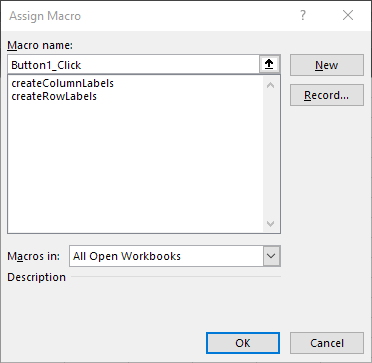 Assign Macro
?
Macro name:
Button1_Click
New
createColumnLabels
createRowLabels
Record...
Macros in:
All Open Workbooks
Description
OK
Cancel